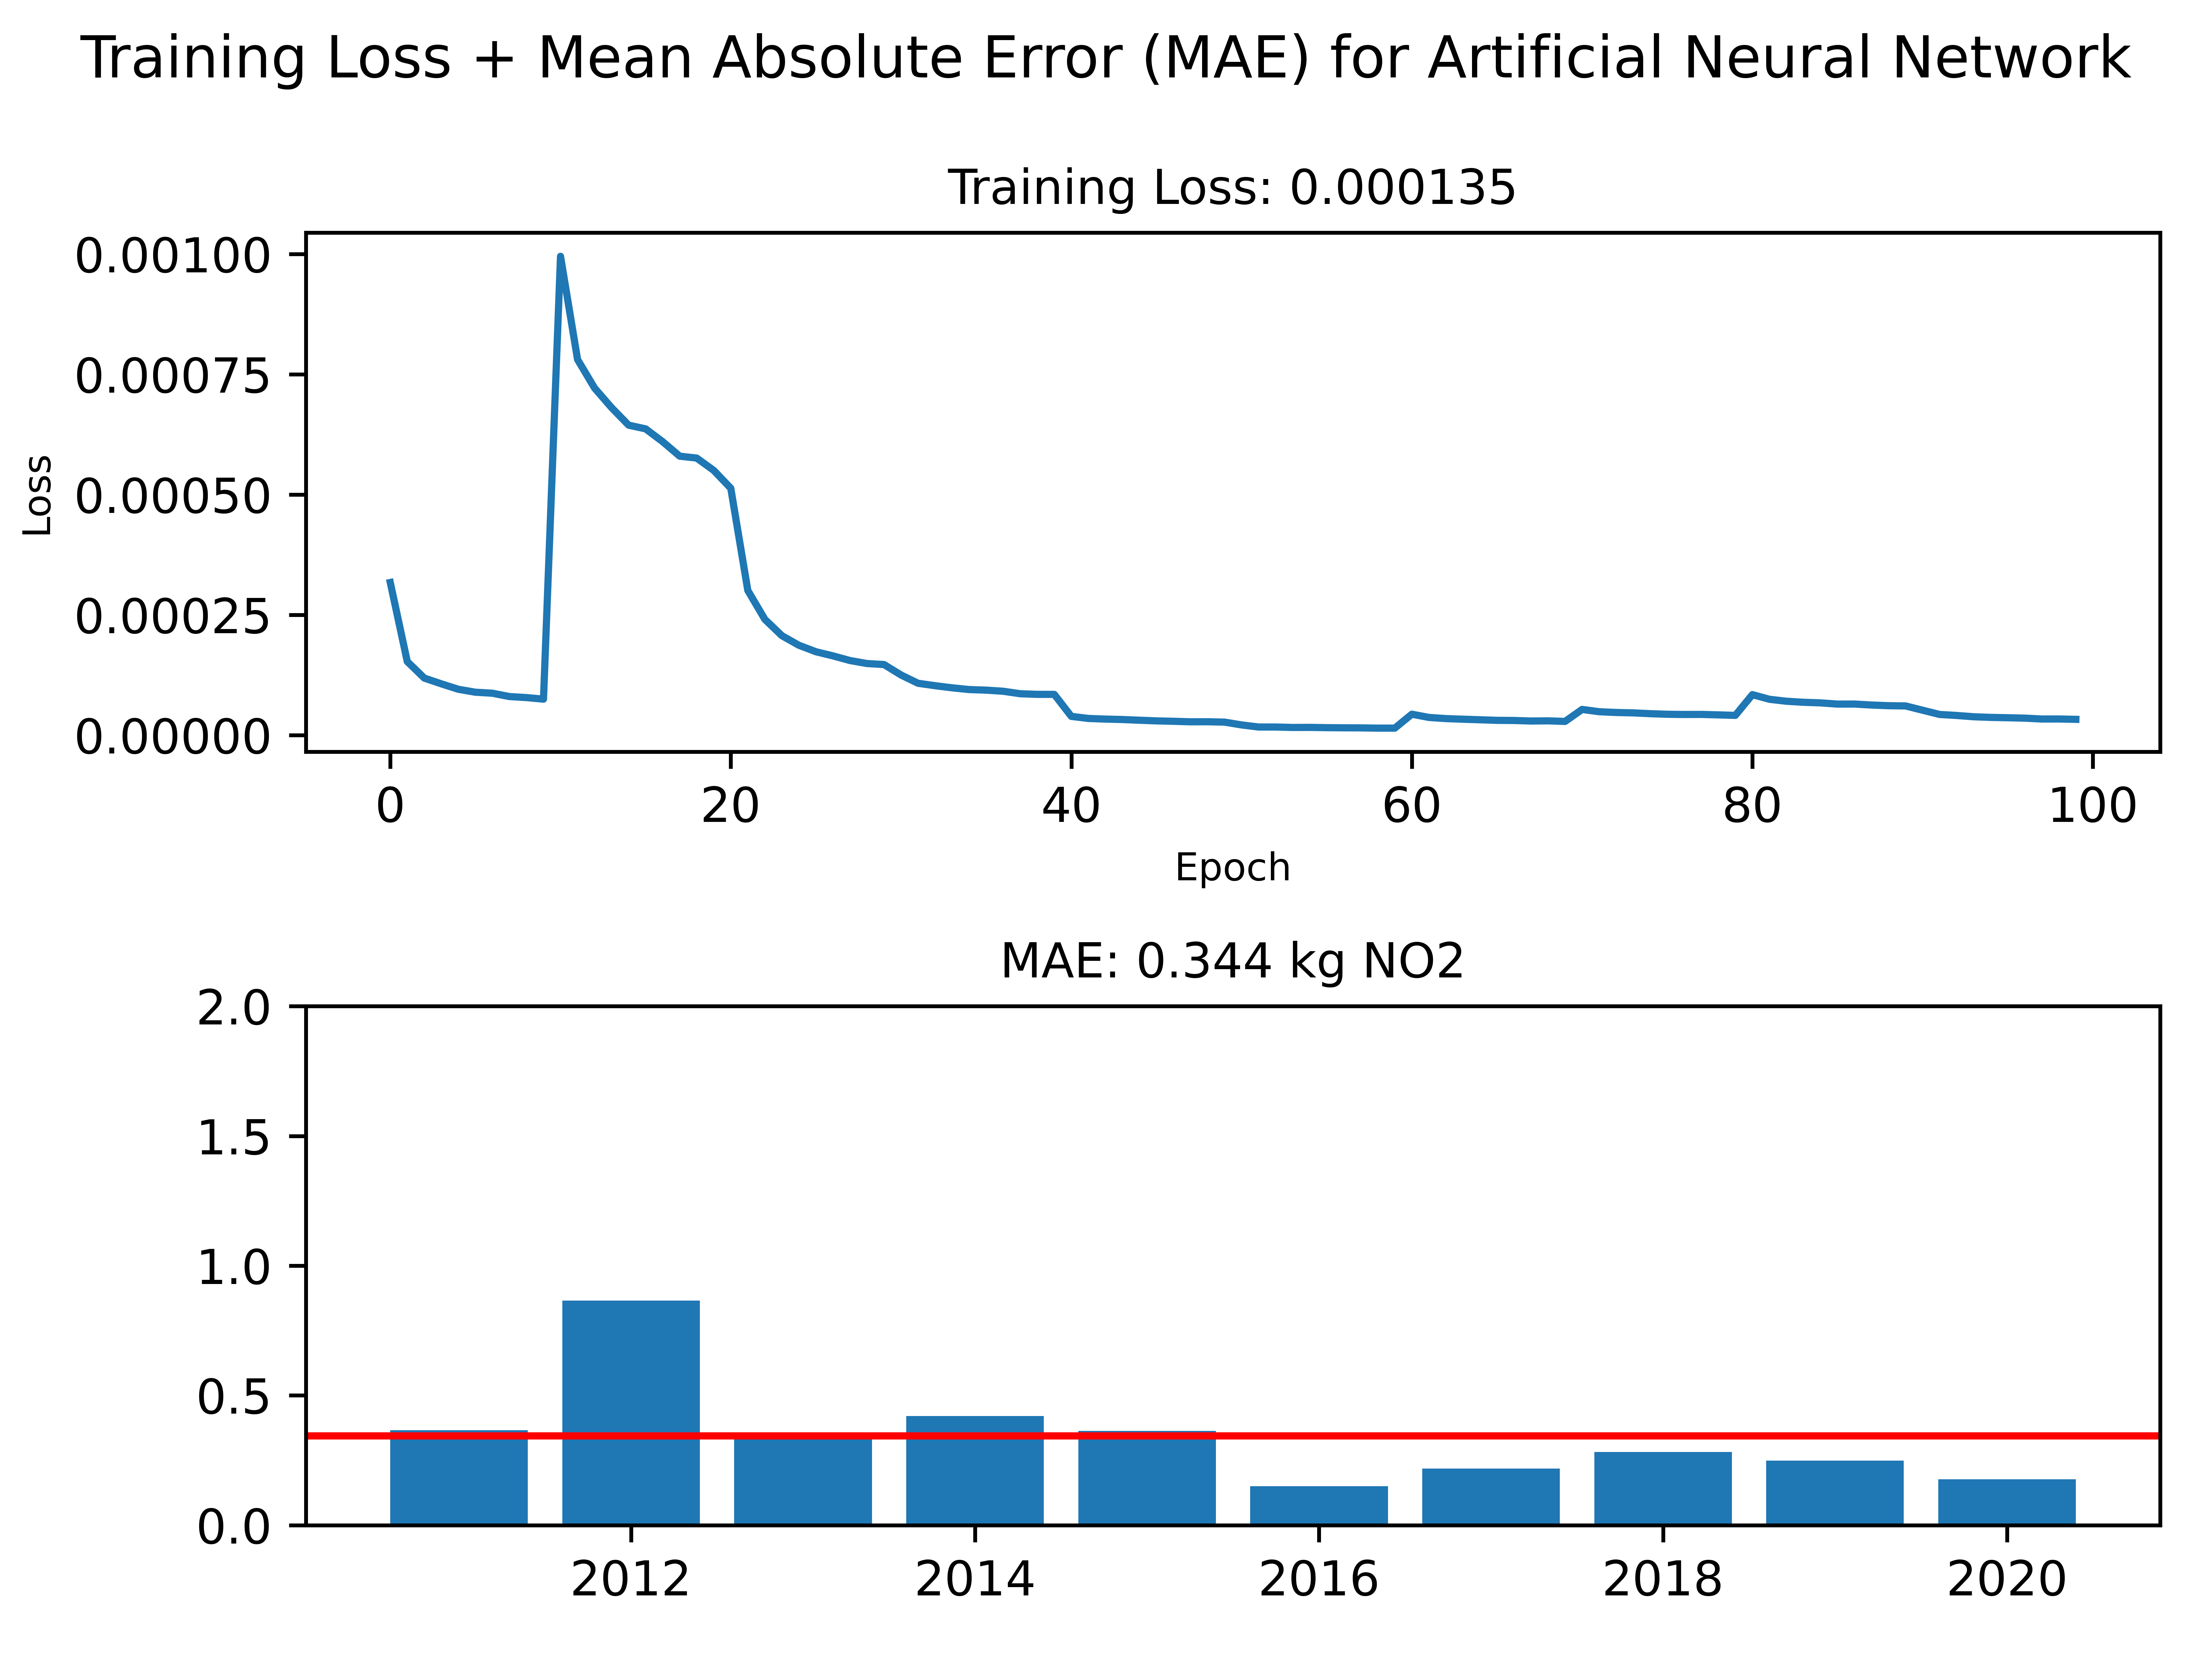 Training Loss + Mean Absolute Error (MAE) for Artificial Neural Network
Training Loss: 0.000135
0.00100
0.00075
0.00050
0.00025
0.00000
Loss
0 20 40 60 80 100
Epoch
MAE: 0.344 kg NO2
2.0
1.5
1.0
0.5
0.0
2012 2014 2016 2018 2020